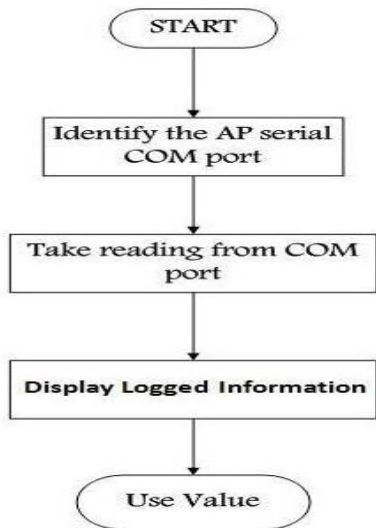 START
Identify the AP serial
COM port
Take reading from COM
port
Display Logged Information
Use Value